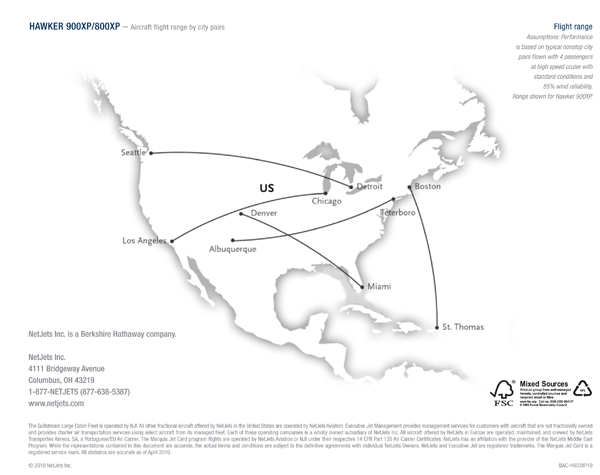 HAWKER 900XP/800XP — Aircraft flight range by city pairs
Flight range
Assumptions: Performance
is based on typical nonstop city
pairs flown with 4 passengers
at high speed cruise with
standard conditions and
85% wind reliability.
Range shown for Hawker 900XP.
Seattle
US
Detroit
Boston
Chicago
Denver
Teterboro
Los Angeles
Albuquerque
Miami
St. Thomas
NetJets Inc. is a Berkshire Hathaway company.
NetJets Inc.
4111 Bridgeway Avenue
Columbus, OH 43219
1-877-NETJETS (877-638-5387)
www.netjets.com
FSC
Mixed Sources
Product group from well-managed
forests, controlled sources and
recycled wood or fiber
The Gulfstream Large Cabin Fleet is operated by NJI. All other fractional aircraft offered by NetJets in the United States are operated by NetJets Aviation. Executive Jet Management provides management services for customers with aircraft that are not fractionally owned
and provides charter air transportation services using select aircraft from its managed fleet. Each of these operating companies is a wholly owned subsidiary of NetJets Inc. All aircraft offered by NetJets in Europe are operated by NetJets
Transportes Aéreos, SA, a Portuguese/EU Air Carrier. The Marquis Jet Card program flights are operated by NetJets Aviation or NJI under their respective 14 CFR Part 135 Air Carrier Certificates. NetJets has an affiliation with the provider of the NetJets Middle East
Program. While the representations contained in this document are accurate, the actual terms and conditions are subject to the definitive agreements with individual NetJets Owners. NetJets and Executive Jet are registered trademarks. The Marquis Jet Card is a
registered service mark. All statistics are accurate as of April 2010.
© 2010 NetJets Inc.